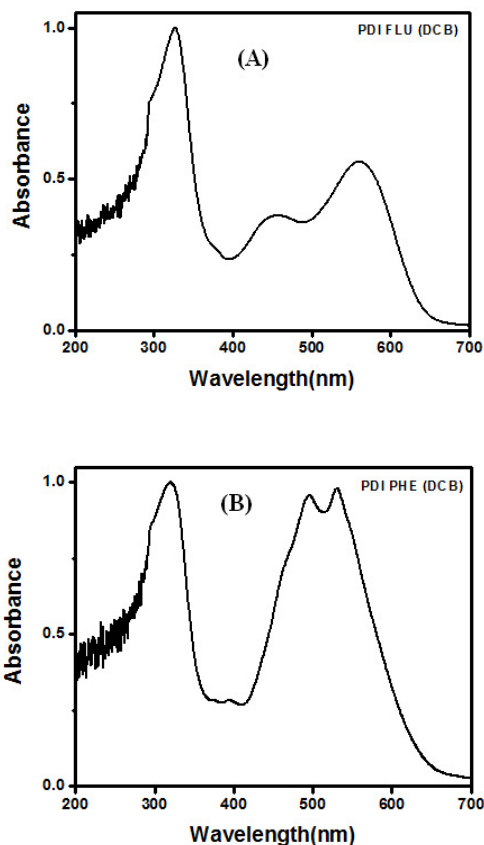 1.0
PDI FLU (DCB)
(A)
Absorbance
0.5
0.0
200 300 400 500 600 700
Wavelength(nm)
1.0
PDI PHE (DCB)
(B)
Absorbance
0.5
0.0
200 300 400 500 600 700
Wavelength(nm)